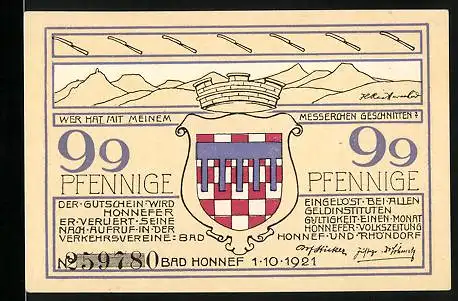 WER HAT MIT MEINEM MESSERCHEN GESCHNITTEN?
99 99
PFENNIGE PFENNIGE
DER GUTSCHEIN WIRD
HONNEFER
ER VERLIERT SEINE
NACH AUFRUF IN DER
VERKEHRSVEREINE: BAD
EINGELÖST BEI ALLEN
GELDINSTITUTEN
GÜLTIGKEIT EINEN MONAT
HONNEFER VOLKSZEITUNG
HONNEF UND RHÖNDORF
No 259780 BAD HONNEF 1·10·1921